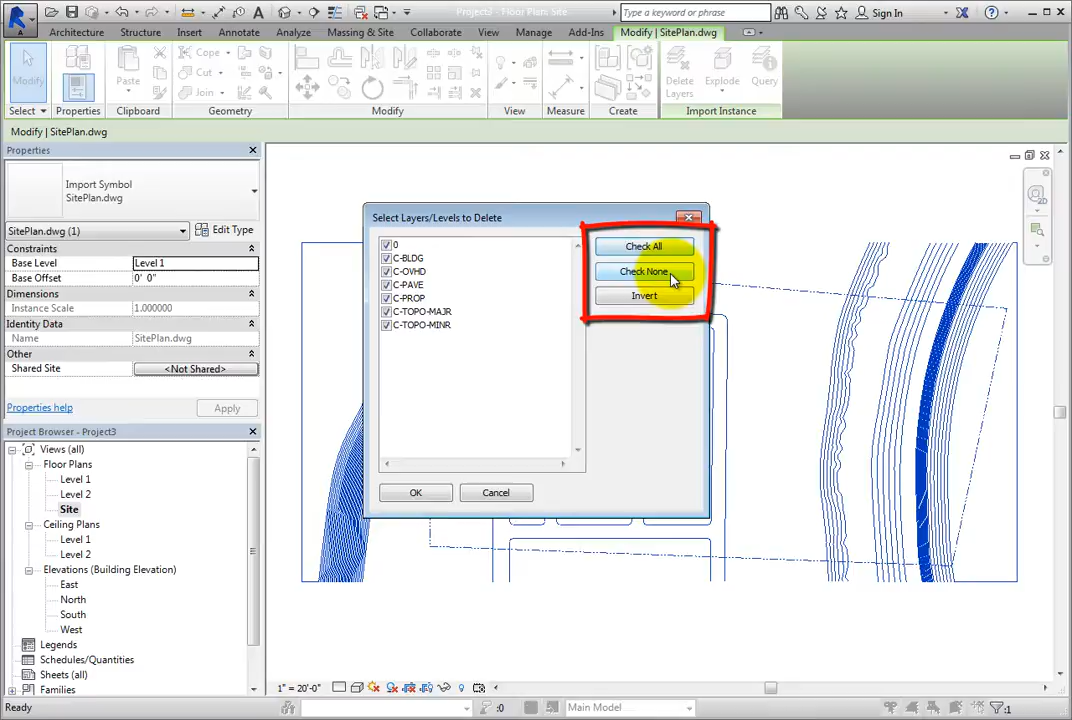 Project3 - Floor Plan: Site
Type a keyword or phrase
Sign In
Architecture Structure Insert Annotate Analyze Massing & Site Collaborate View Manage Add-Ins Modify | SitePlan.dwg
Modify
Paste
Cope
Cut
Join
Delete Layers
Explode
Query
Select Properties Clipboard Geometry Modify View Measure Create Import Instance
Modify | SitePlan.dwg
Properties
Import Symbol
SitePlan.dwg
SitePlan.dwg (1)
Edit Type
Constraints
Base Level Level 1
Base Offset 0' 0"
Dimensions
Instance Scale 1.000000
Identity Data
Name SitePlan.dwg
Other
Shared Site <Not Shared>
Properties help
Apply
Project Browser - Project3
Views (all)
Floor Plans
Level 1
Level 2
Site
Ceiling Plans
Level 1
Level 2
Elevations (Building Elevation)
East
North
South
West
Legends
Schedules/Quantities
Sheets (all)
Families
Select Layers/Levels to Delete
0
C-BLDG
C-OVHD
C-PAVE
C-PROP
C-TOPO-MAJR
C-TOPO-MINR
Check All
Check None
Invert
OK
Cancel
1" = 20'-0"
Ready
:0
Main Model
:1